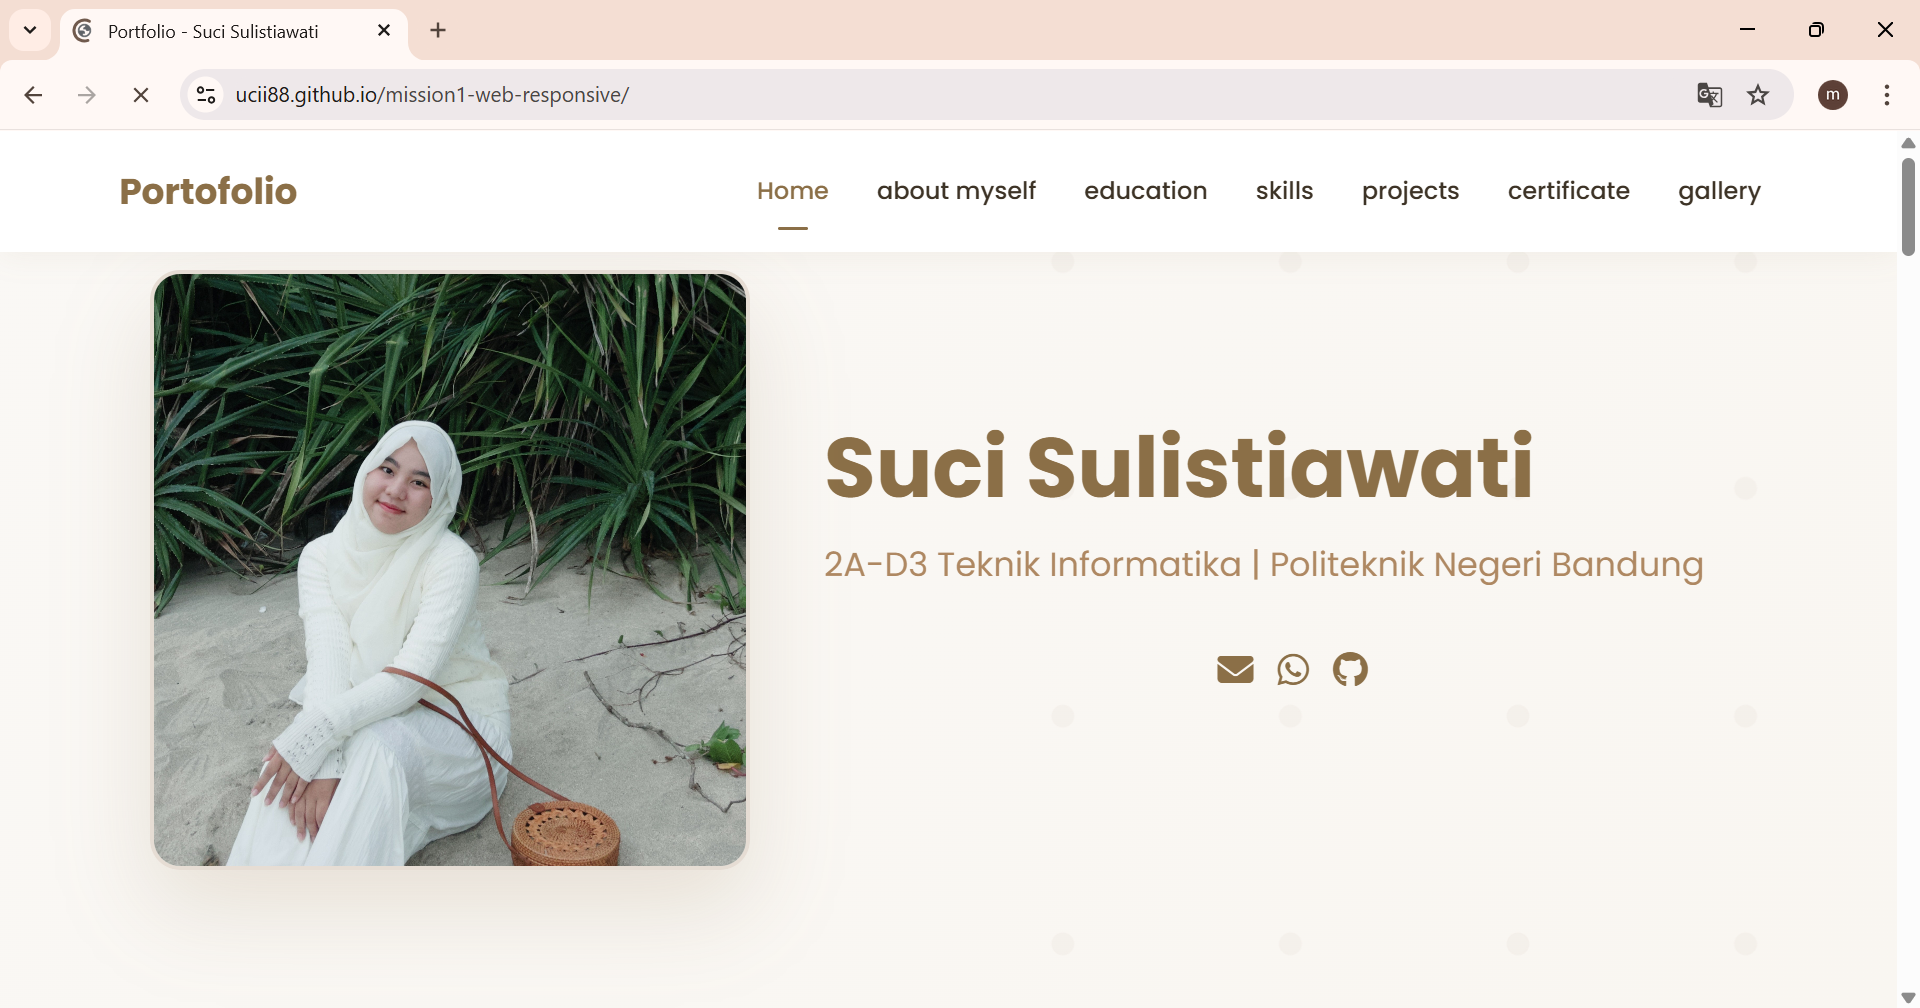 Portfolio - Suci Sulistiawati
ucii88.github.io/mission1-web-responsive/
m
Portofolio
Home about myself education skills projects certificate gallery
Suci Sulistiawati
2A-D3 Teknik Informatika | Politeknik Negeri Bandung